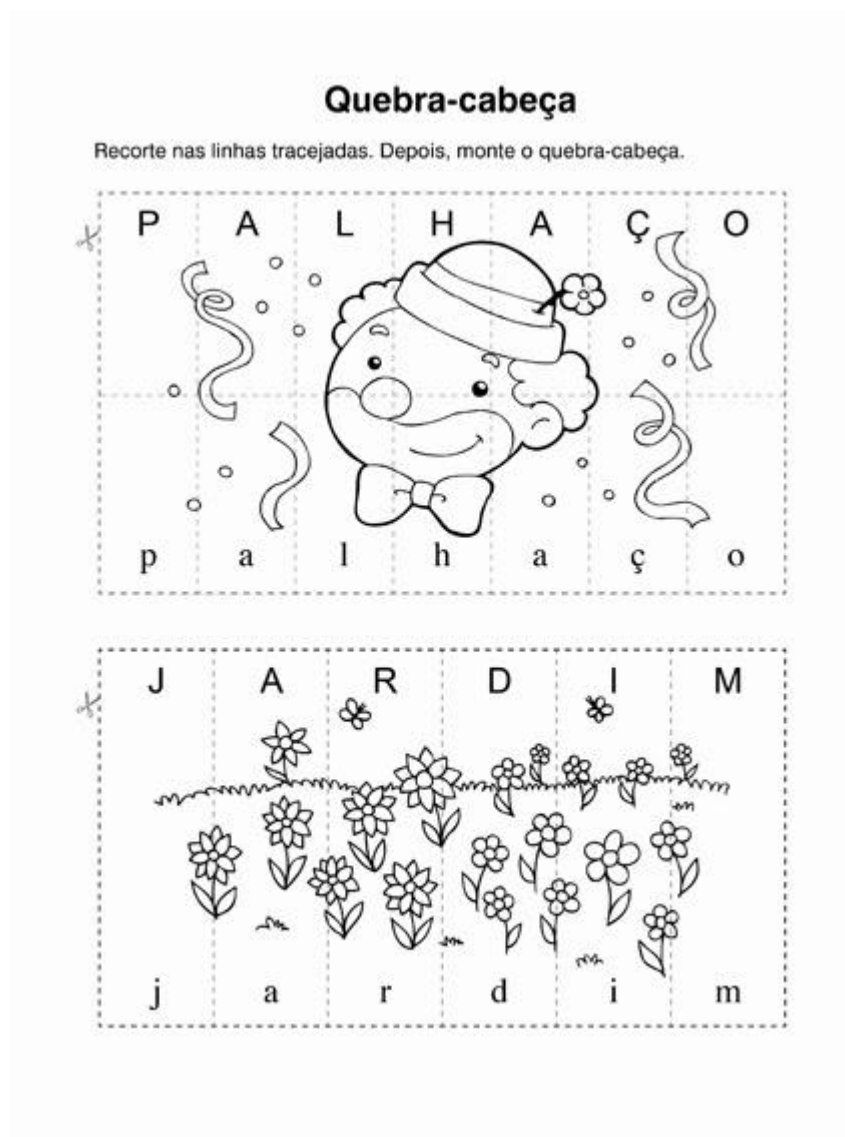 Quebra-cabeça
Recorte nas linhas tracejadas. Depois, monte o quebra-cabeça.
P A L H A Ç O
p a l h a ç o
J A R D I M
j a r d i m